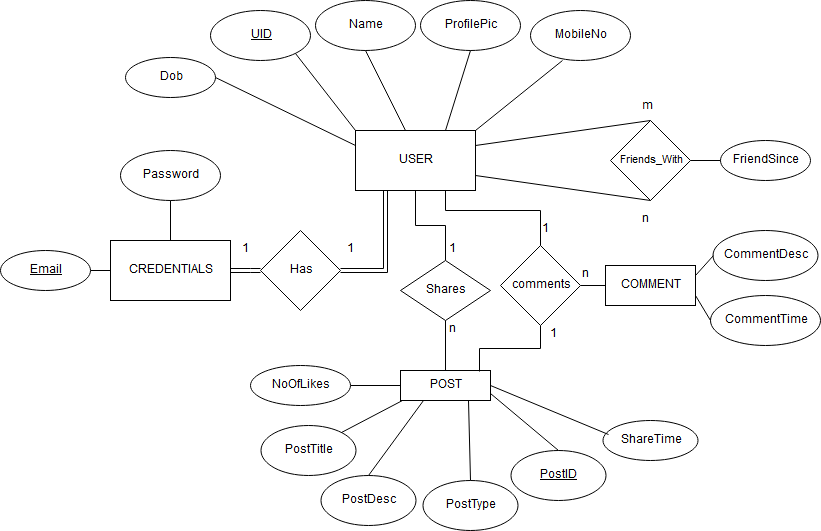 Name
ProfilePic
UID
MobileNo
Dob
m
USER
Friends_With
FriendSince
Password
n
1
1
1
1
Email
CREDENTIALS
Has
CommentDesc
Shares
comments
n
COMMENT
CommentTime
n
1
NoOfLikes
POST
PostTitle
ShareTime
PostDesc
PostType
PostID